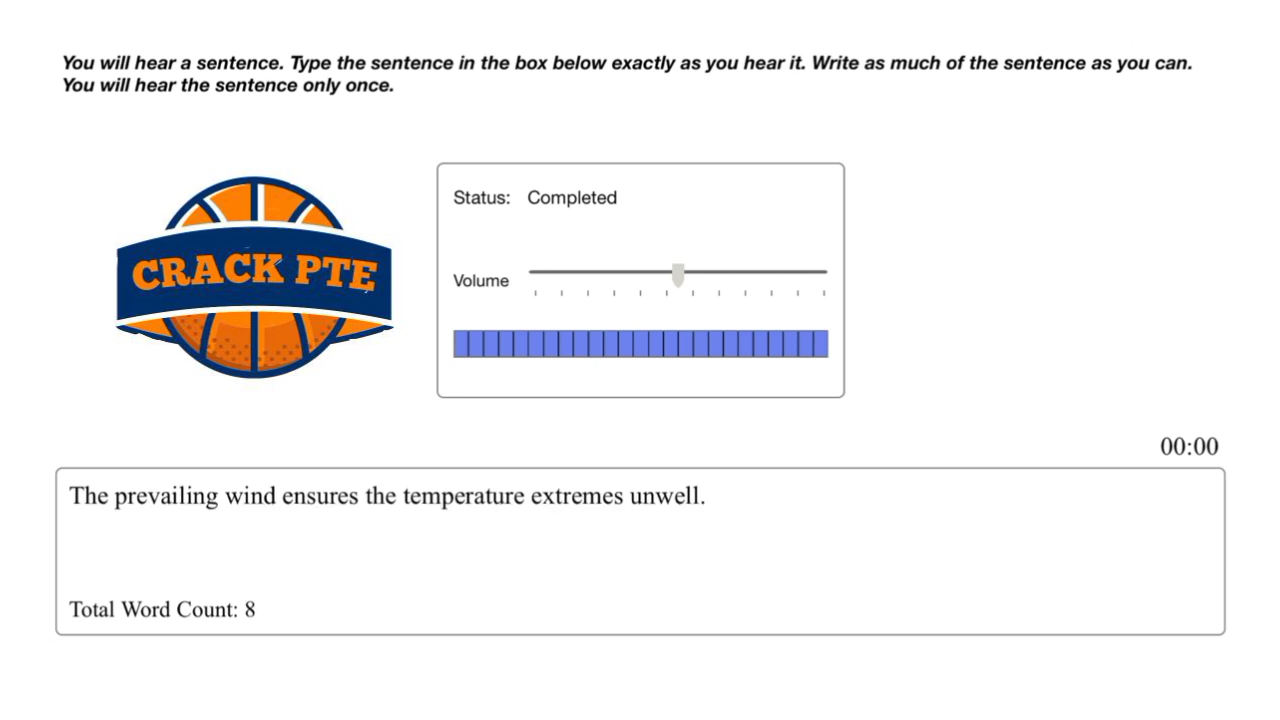 You will hear a sentence. Type the sentence in the box below exactly as you hear it. Write as much of the sentence as you can.
You will hear the sentence only once.
CRACK PTE
Status: Completed
Volume
00:00
The prevailing wind ensures the temperature extremes unwell.
Total Word Count: 8